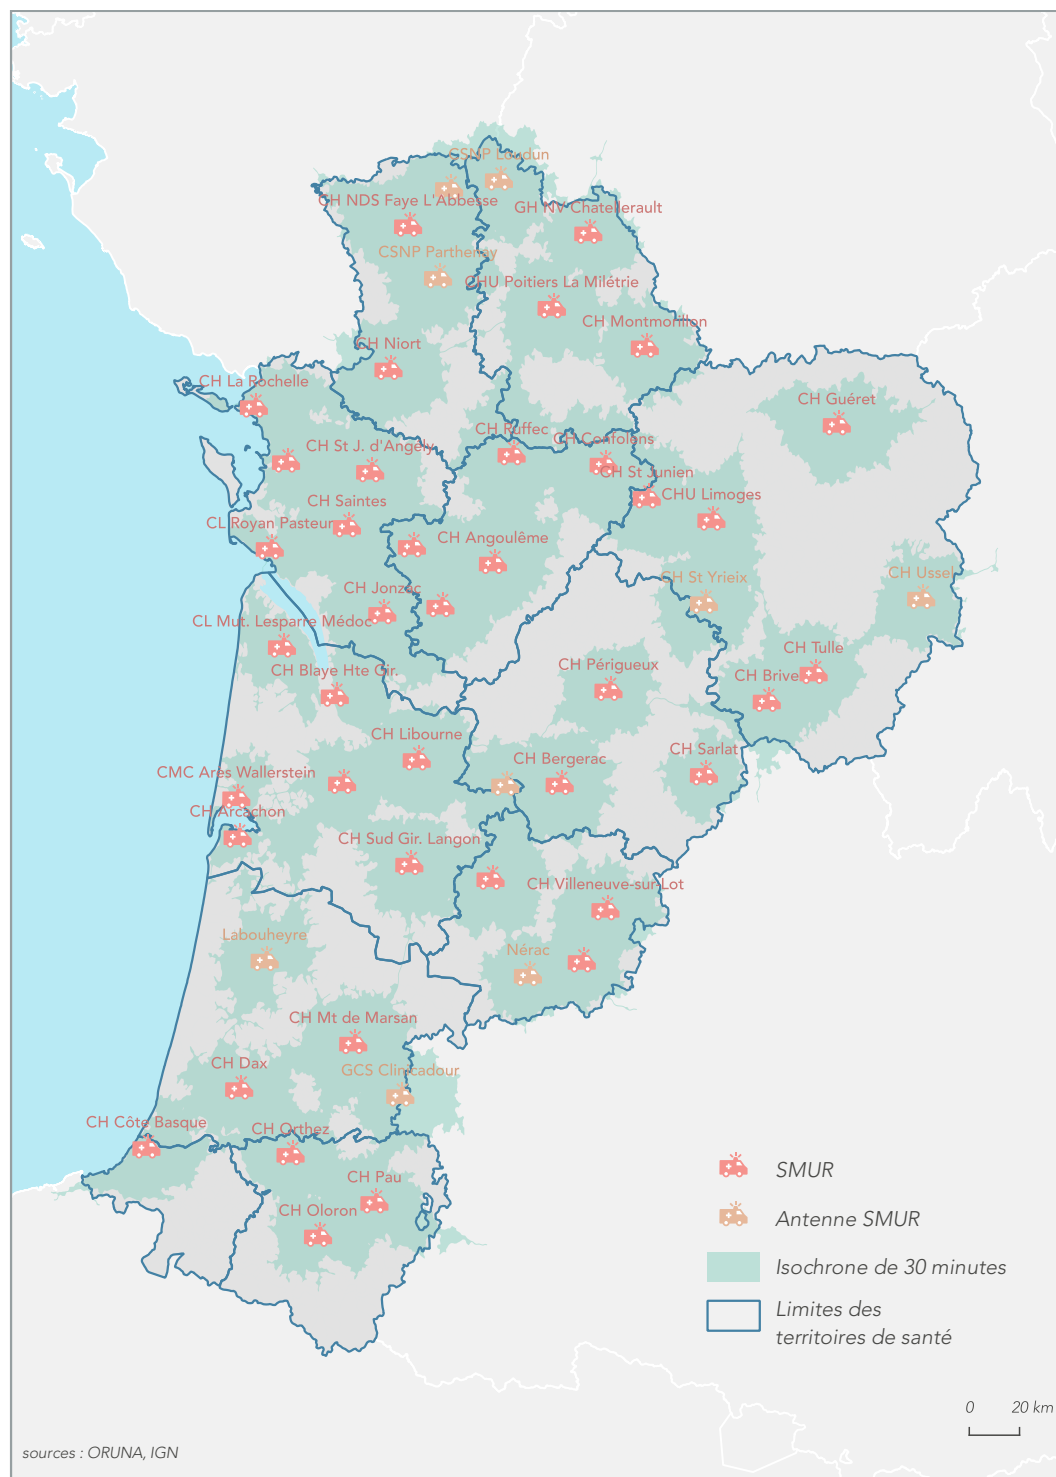 CSNP Loudun
CH NDS Faye L'Abbesse
GH NV Chatellerault
CSNP Parthenay
CHU Poitiers La Milétrie
CH Montmorillon
CH Niort
CH La Rochelle
CH Guéret
CH Ruffec
CH Confolens
CH St J. d'Angely
CH St Junien
CHU Limoges
CH Saintes
CL Royan Pasteur
CH Angoulême
CH Ussel
CH St Yrieix
CH Jonzac
CL Mut. Lesparre Médoc
CH Tulle
CH Périgueux
CH Blaye Hte Gir.
CH Brive
CH Libourne
CH Sarlat
CH Bergerac
CMC Ares Wallerstein
CH Arcachon
CH Sud Gir. Langon
CH Villeneuve-sur-Lot
Labouheyre
Nérac
CH Mt de Marsan
CH Dax
GCS Clinicadour
CH Côte Basque
CH Orthez
CH Pau
CH Oloron
SMUR
Antenne SMUR
Isochrone de 30 minutes
Limites des
territoires de santé
0 20 km
sources : ORUNA, IGN